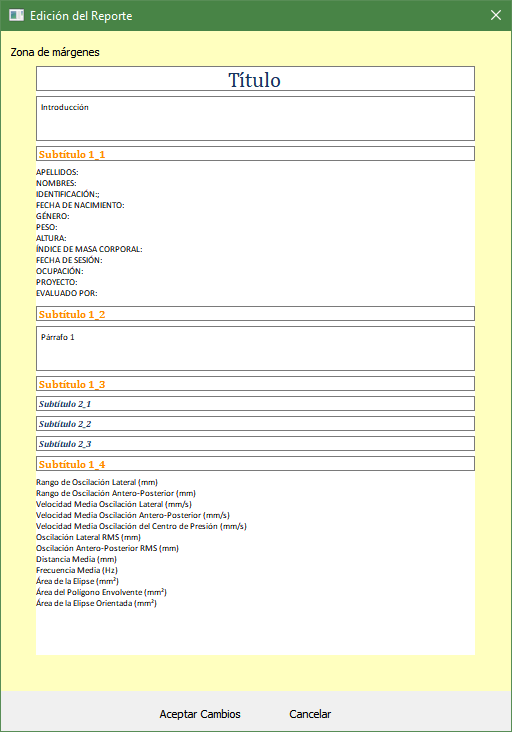 Edición del Reporte
Zona de márgenes
Título
Introducción
Subtítulo 1_1
APELLIDOS:
NOMBRES:
IDENTIFICACIÓN:;
FECHA DE NACIMIENTO:
GÉNERO:
PESO:
ALTURA:
ÍNDICE DE MASA CORPORAL:
FECHA DE SESIÓN:
OCUPACIÓN:
PROYECTO:
EVALUADO POR:
Subtítulo 1_2
Párrafo 1
Subtítulo 1_3
Subtítulo 2_1
Subtítulo 2_2
Subtítulo 2_3
Subtítulo 1_4
Rango de Oscilación Lateral (mm)
Rango de Oscilación Antero-Posterior (mm)
Velocidad Media Oscilación Lateral (mm/s)
Velocidad Media Oscilación Antero-Posterior (mm/s)
Velocidad Media Oscilación del Centro de Presión (mm/s)
Oscilación Lateral RMS (mm)
Oscilación Antero-Posterior RMS (mm)
Distancia Media (mm)
Frecuencia Media (Hz)
Área de la Elipse (mm²)
Área del Polígono Envolvente (mm²)
Área de la Elipse Orientada (mm²)
Aceptar Cambios Cancelar